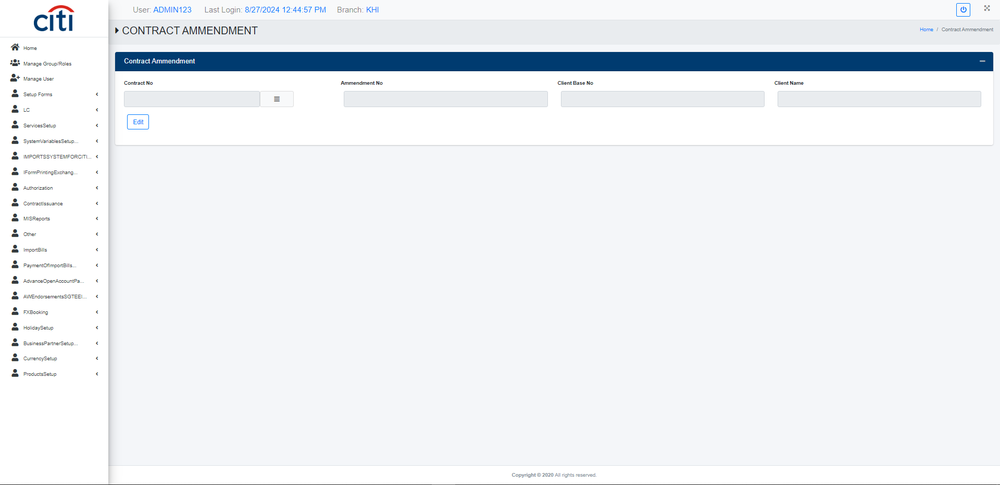 citi
User: ADMIN123 Last Login: 8/27/2024 12:44:57 PM Branch: KHI
CONTRACT AMMENDMENT
Home / Contract Ammendment
Home
Manage Group/Roles
Manage User
Setup Forms
LC
ServicesSetup
SystemVariablesSetup...
IMPORTSSYSTEMFORCITI...
IFormPrintingExchang...
Authorization
ContractIssuance
MISReports
Other
ImportBills
PaymentOfImportBills...
AdvanceOpenAccountPa...
AWEndorsementsSGTEEI...
FXBooking
HolidaySetup
BusinessPartnerSetup...
CurrencySetup
ProductsSetup
Contract Ammendment
Contract No Ammendment No Client Base No Client Name
Edit
Copyright © 2020 All rights reserved.